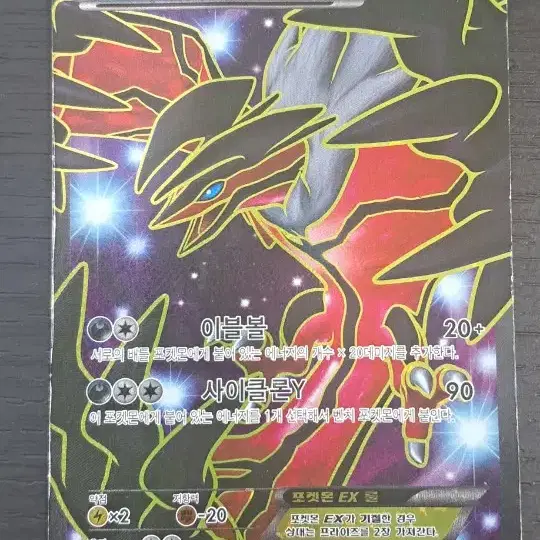 이블볼 20+
서로의 배틀 포켓몬에게 붙어 있는 에너지의 개수 × 20데미지를 추가한다.
사이클론Y 90
이 포켓몬에게 붙어 있는 에너지를 1개 선택해서 벤치 포켓몬에게 붙인다.
약점 저항력
×2 -20
포켓몬 EX 룰
포켓몬 EX가 기절한 경우
상대는 프라이즈를 2장 가져간다.